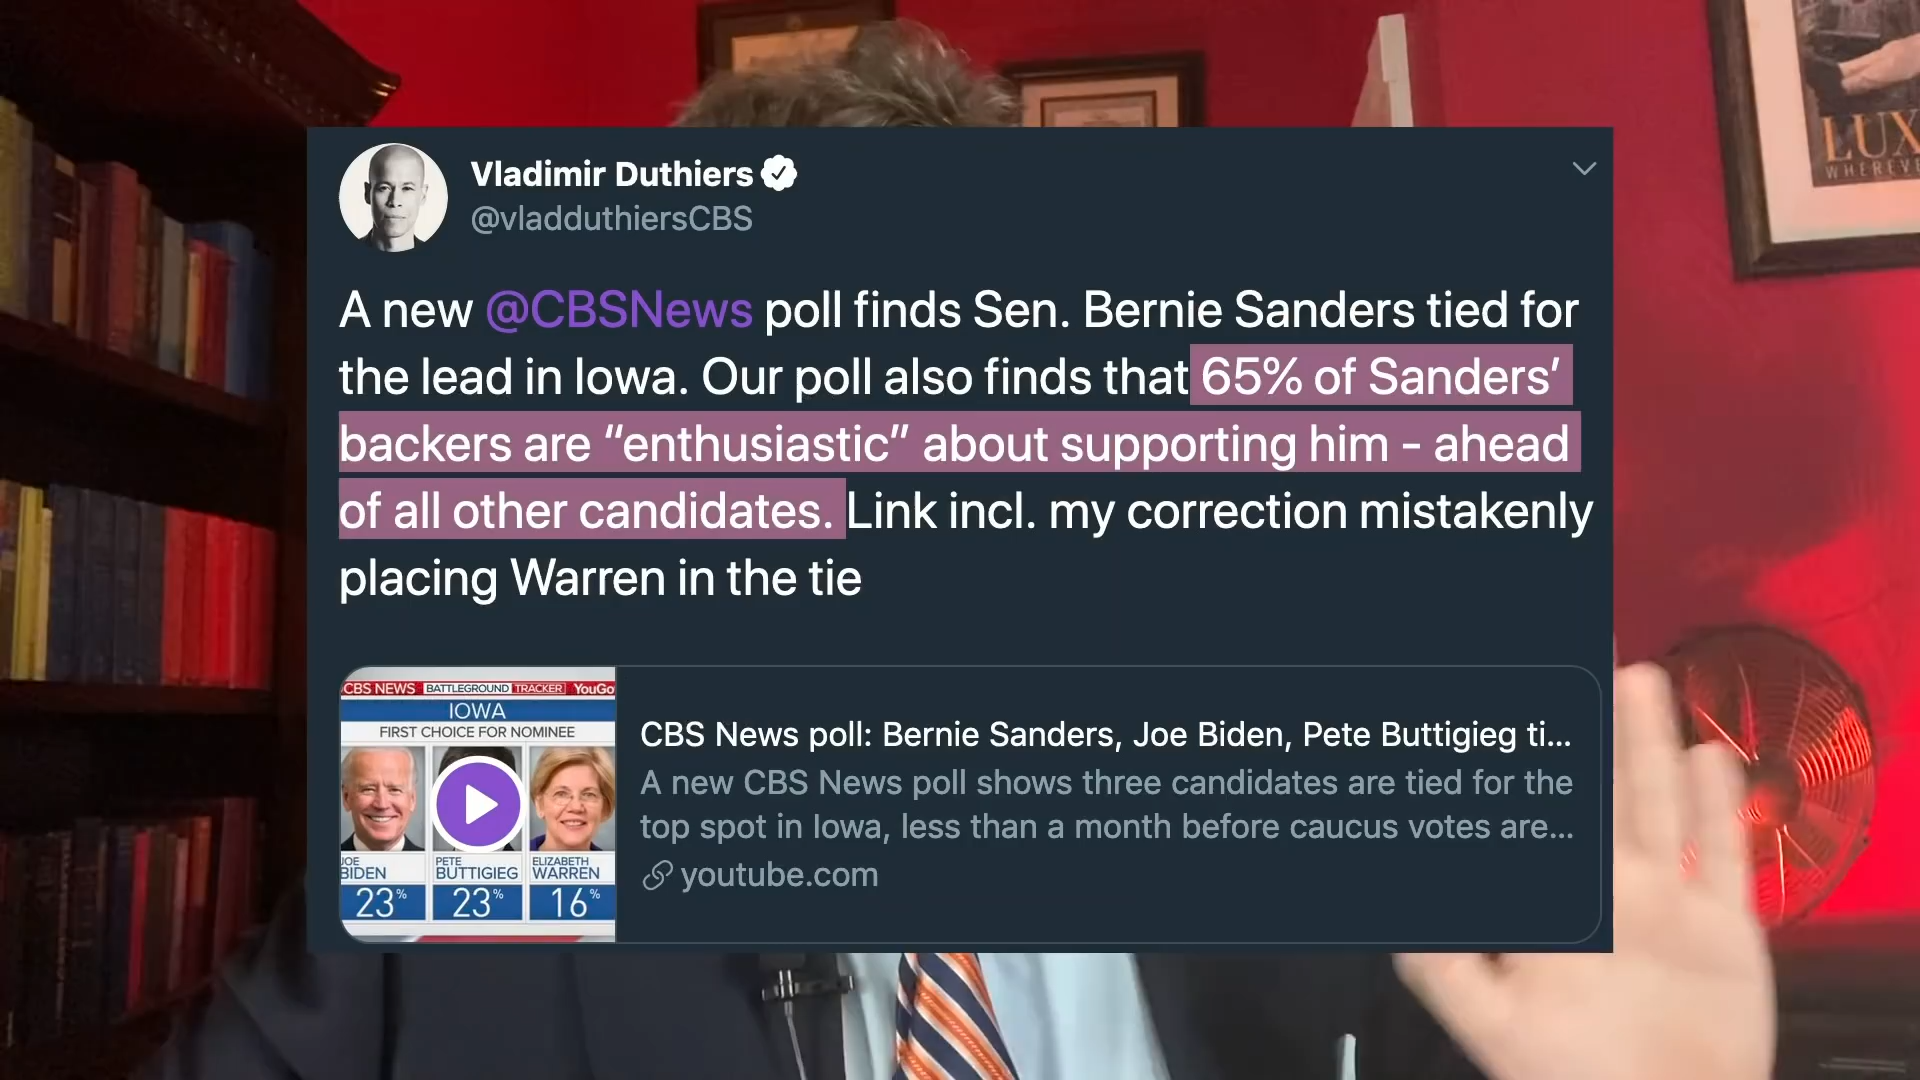 Vladimir Duthiers
@vladduthiersCBS
A new @CBSNews poll finds Sen. Bernie Sanders tied for
the lead in Iowa. Our poll also finds that 65% of Sanders’
backers are “enthusiastic” about supporting him - ahead
of all other candidates. Link incl. my correction mistakenly
placing Warren in the tie
CBS NEWS BATTLEGROUND TRACKER YouGo
IOWA
FIRST CHOICE FOR NOMINEE
JOE
BIDEN
23%
PETE
BUTTIGIEG
23%
ELIZABETH
WARREN
16%
CBS News poll: Bernie Sanders, Joe Biden, Pete Buttigieg ti...
A new CBS News poll shows three candidates are tied for the
top spot in Iowa, less than a month before caucus votes are...
youtube.com
LUX
WHEREVE